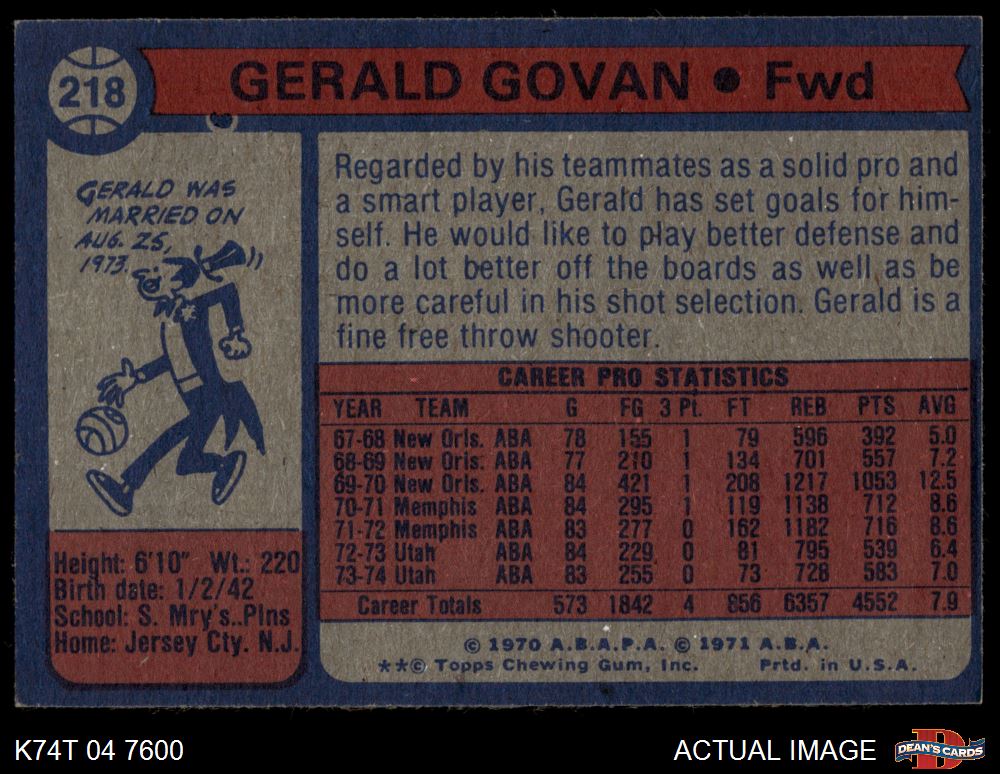 218
GERALD GOVAN • Fwd
GERALD WAS
MARRIED ON
AUG. 25,
1973.
Regarded by his teammates as a solid pro and
a smart player, Gerald has set goals for him-
self. He would like to play better defense and
do a lot better off the boards as well as be
more careful in his shot selection. Gerald is a
fine free throw shooter.
CAREER PRO STATISTICS
YEAR TEAM G FG 3 Pt. FT REB PTS AVG
67-68 New Orls. ABA 78 155 1 79 596 392 5.0
68-69 New Orls. ABA 77 210 1 134 701 557 7.2
69-70 New Orls. ABA 84 421 1 208 1217 1053 12.5
70-71 Memphis ABA 84 295 1 119 1138 712 8.6
71-72 Memphis ABA 83 277 0 162 1182 716 8.6
72-73 Utah ABA 84 229 0 81 795 539 6.4
73-74 Utah ABA 83 255 0 73 728 583 7.0
Career Totals 573 1842 4 856 6357 4552 7.9
Height: 6'10" Wt.: 220
Birth date: 1/2/42
School: S. Mry's..Plns
Home: Jersey Cty. N.J.
© 1970 A.B.A.P.A. © 1971 A.B.A.
**© Topps Chewing Gum, Inc. Prtd. in U.S.A.
K74T 04 7600
ACTUAL IMAGE
DEAN'S CARDS